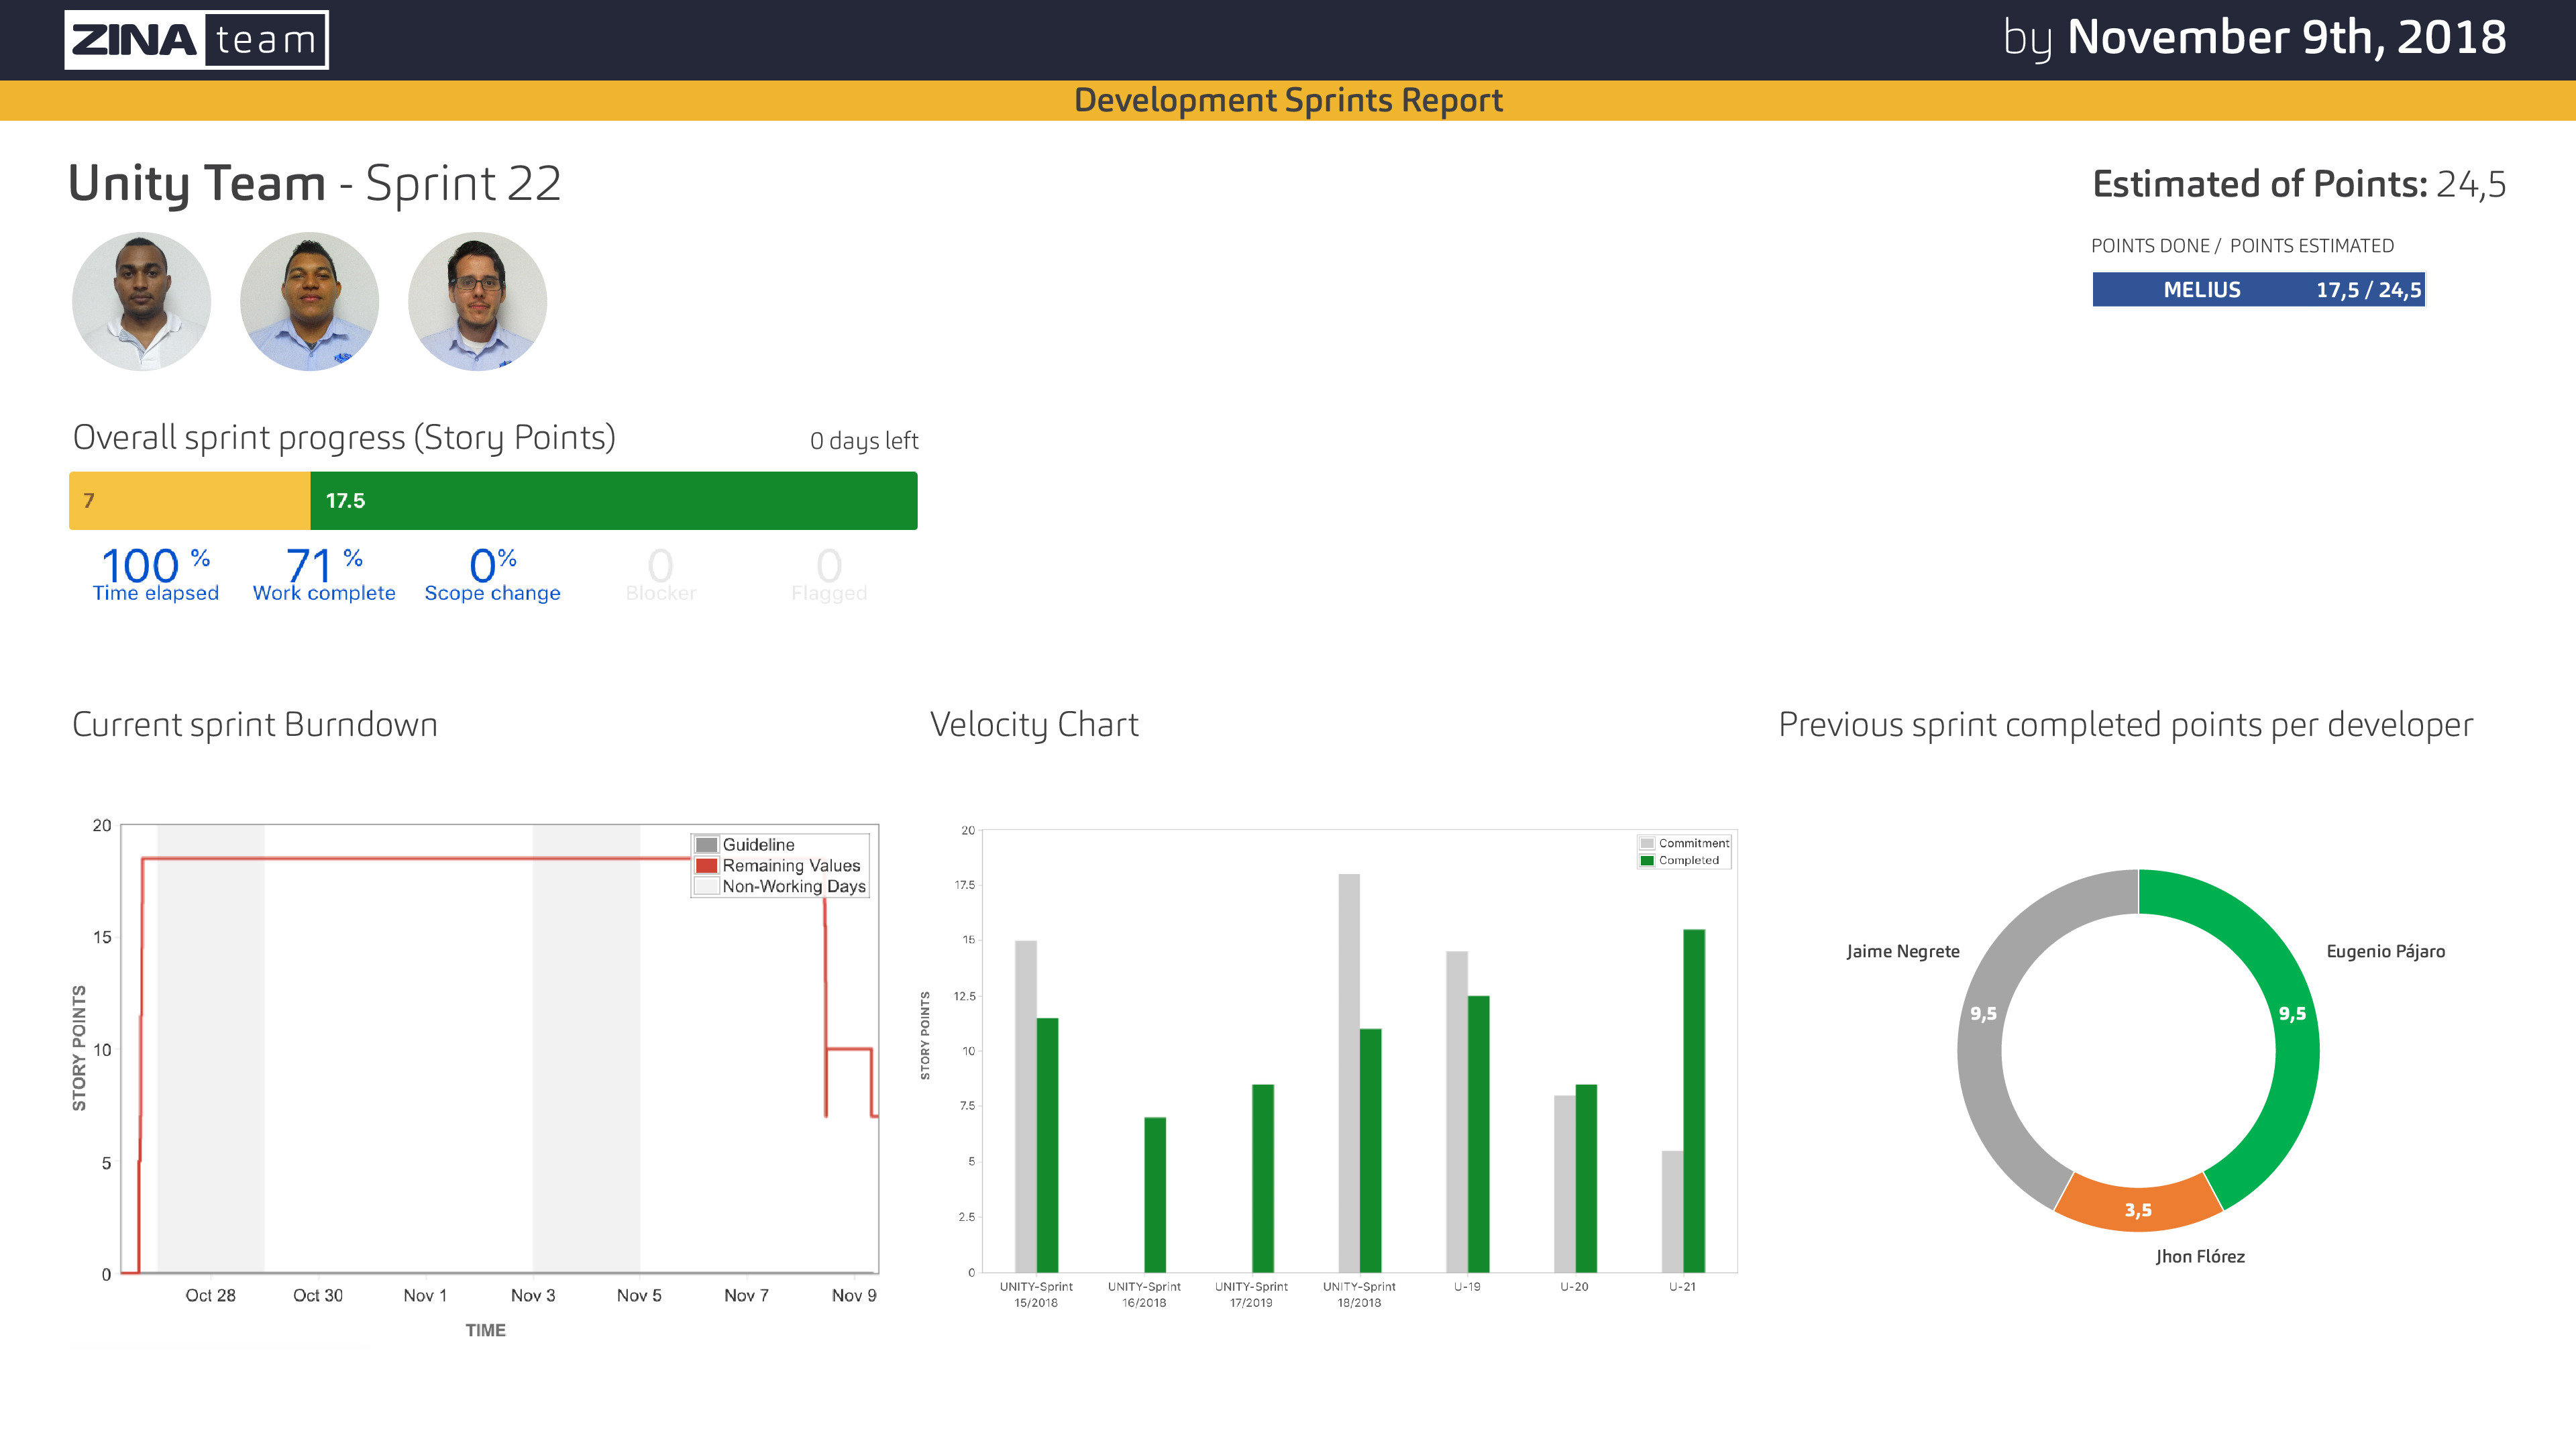 ZINA team
by November 9th, 2018
Development Sprints Report
Unity Team - Sprint 22
Estimated of Points: 24,5
POINTS DONE / POINTS ESTIMATED
MELIUS 17,5 / 24,5
Overall sprint progress (Story Points)
0 days left
7
17.5
100 %
Time elapsed
71 %
Work complete
0%
Scope change
0
Blocker
0
Flagged
Current sprint Burndown
20
15
10
5
0
STORY POINTS
Guideline
Remaining Values
Non-Working Days
Oct 28
Oct 30
Nov 1
Nov 3
Nov 5
Nov 7
Nov 9
TIME
Velocity Chart
20
17.5
15
12.5
10
7.5
5
2.5
0
STORY POINTS
Commitment
Completed
UNITY-Sprint
15/2018
UNITY-Sprint
16/2018
UNITY-Sprint
17/2019
UNITY-Sprint
18/2018
U-19
U-20
U-21
Previous sprint completed points per developer
Jaime Negrete
Eugenio Pájaro
9,5
9,5
3,5
Jhon Flórez